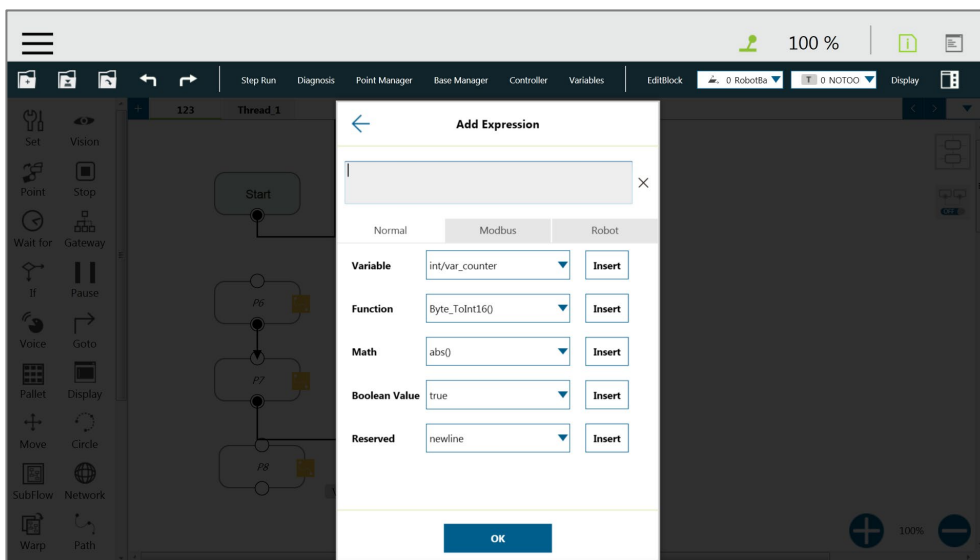 100 %
Step Run Diagnosis Point Manager Base Manager Controller Variables EditBlock 0 RobotBa T 0 NOTOO Display
123 Thread_1
Set Vision
Point Stop
Wait for Gateway
If Pause
Voice Goto
Pallet Display
Move Circle
SubFlow Network
Warp Path
Start
P6
P7
P8
Add Expression
Normal Modbus Robot
Variable int/var_counter Insert
Function Byte_ToInt16() Insert
Math abs() Insert
Boolean Value true Insert
Reserved newline Insert
OK
OFF
100%